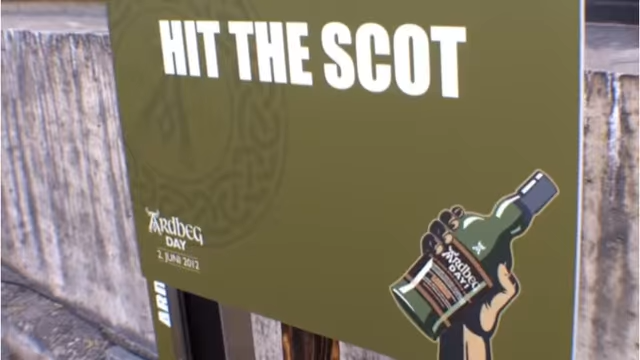 HIT THE SCOT
ARDBEG
DAY
2. JUNI 2012
ARDBEG
DAY!